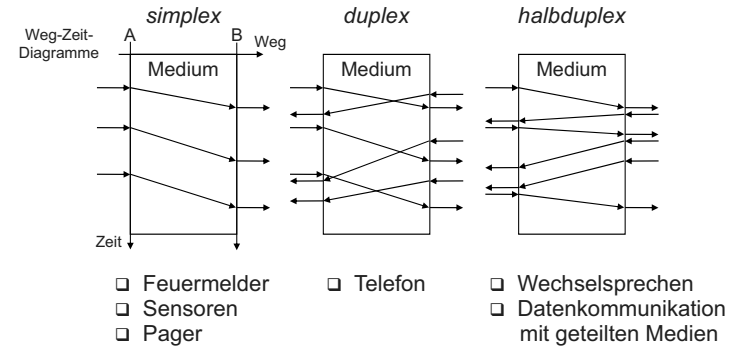 simplex
duplex
halbduplex
Weg-Zeit-
Diagramme
A
B
Weg
Medium
Medium
Medium
Zeit
❑ Feuermelder
❑ Sensoren
❑ Pager
❑ Telefon
❑ Wechselsprechen
❑ Datenkommunikation
mit geteilten Medien